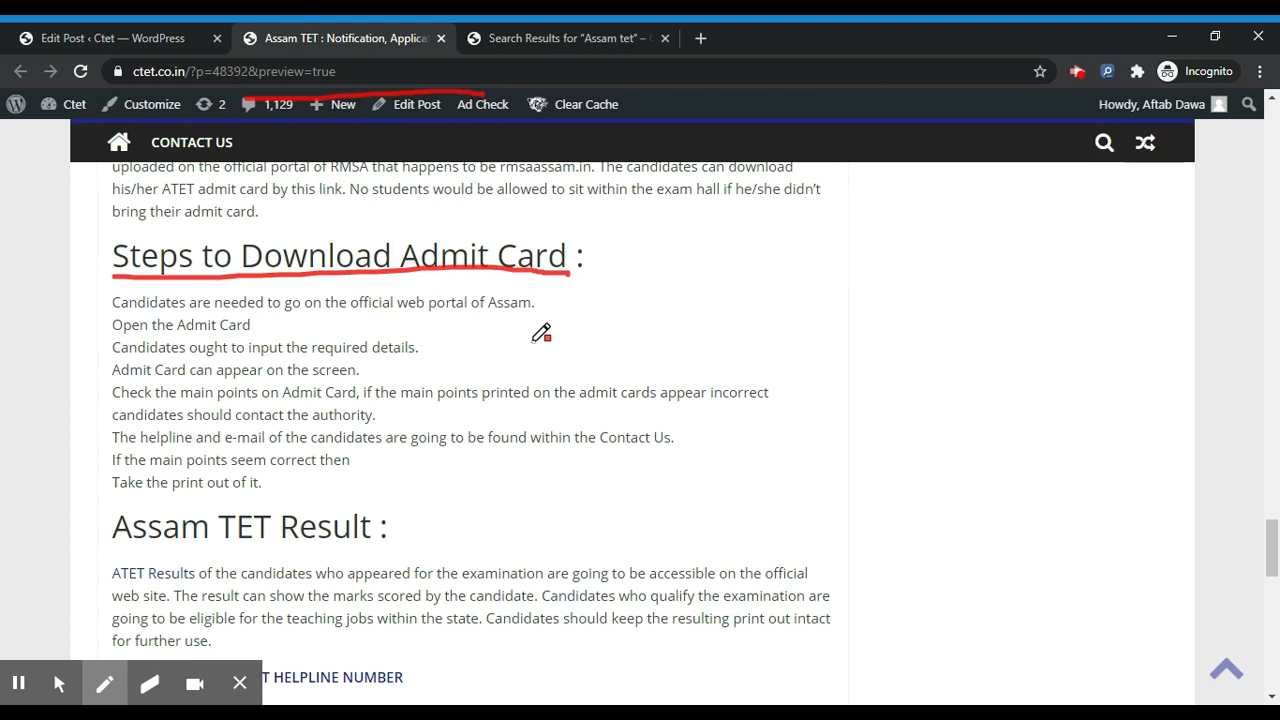 Edit Post ‹ Ctet — WordPress
Assam TET : Notification, Applica
Search Results for “Assam tet” –
ctet.co.in/?p=48392&preview=true
Incognito
Ctet Customize 2 1,129 New Edit Post Ad Check Clear Cache Howdy, Aftab Dawa
CONTACT US
uploaded on the official portal of RMSA that happens to be rmsaassam.in. The candidates can download
his/her ATET admit card by this link. No students would be allowed to sit within the exam hall if he/she didn’t
bring their admit card.
Steps to Download Admit Card :
Candidates are needed to go on the official web portal of Assam.
Open the Admit Card
Candidates ought to input the required details.
Admit Card can appear on the screen.
Check the main points on Admit Card, if the main points printed on the admit cards appear incorrect
candidates should contact the authority.
The helpline and e-mail of the candidates are going to be found within the Contact Us.
If the main points seem correct then
Take the print out of it.
Assam TET Result :
ATET Results of the candidates who appeared for the examination are going to be accessible on the official
web site. The result can show the marks scored by the candidate. Candidates who qualify the examination are
going to be eligible for the teaching jobs within the state. Candidates should keep the resulting print out intact
for further use.
T HELPLINE NUMBER